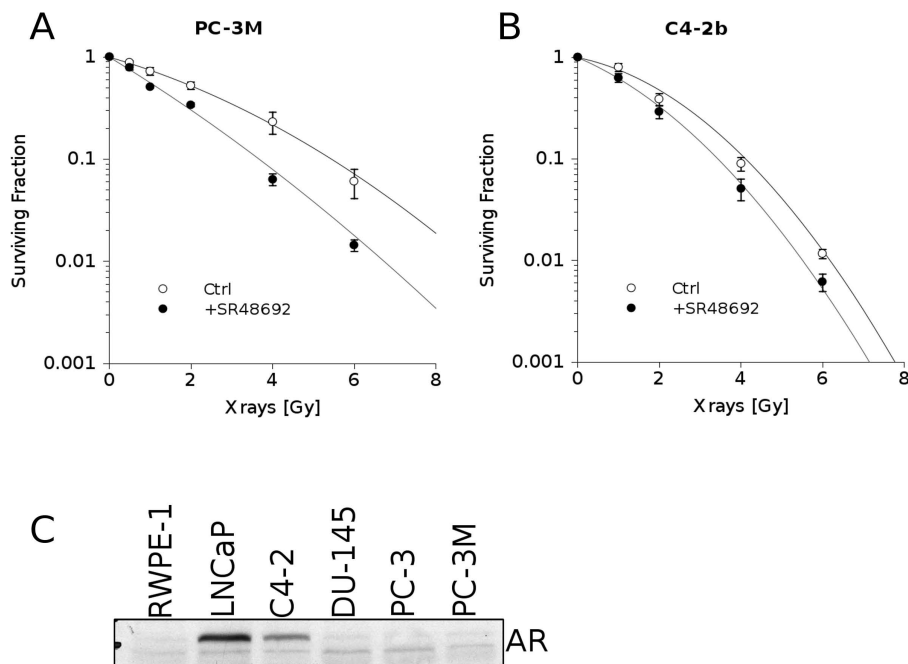 A
PC-3M
1
0.1
0.01
0.001
Surviving Fraction
Ctrl
+SR48692
0
2
4
6
8
X rays [Gy]
B
C4-2b
1
0.1
0.01
0.001
Surviving Fraction
Ctrl
+SR48692
0
2
4
6
8
X rays [Gy]
C
RWPE-1
LNCaP
C4-2
DU-145
PC-3
PC-3M
AR